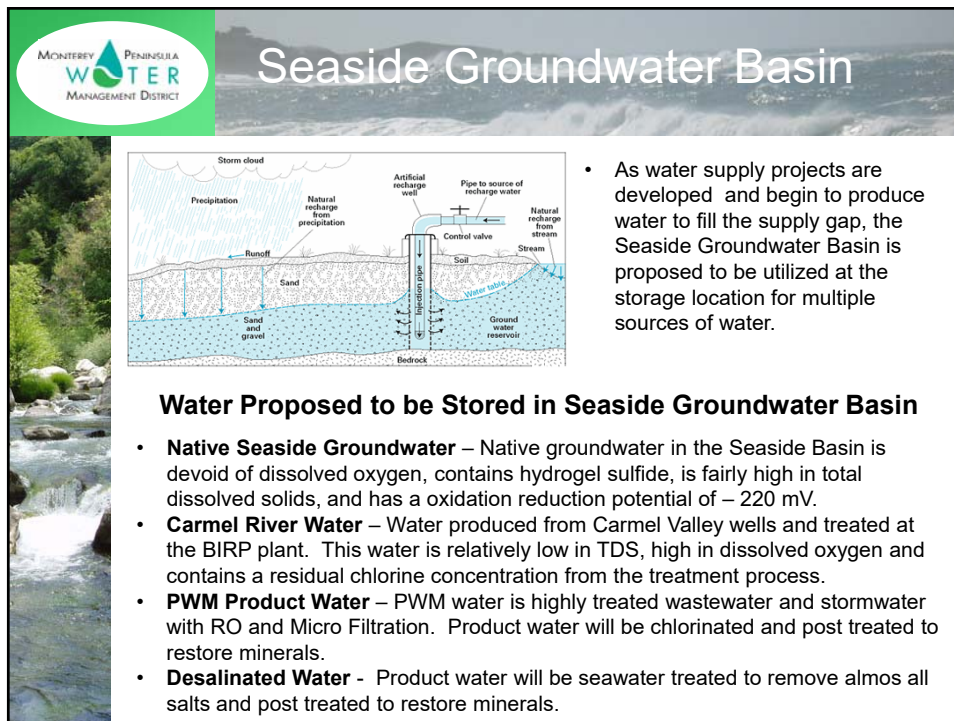 MONTEREY PENINSULA
WATER
MANAGEMENT DISTRICT
Seaside Groundwater Basin
Storm cloud
Precipitation
Natural
recharge
from
precipitation
Artificial
recharge
well
Pipe to source of
recharge water
Control valve
Natural
recharge
from
stream
Stream
Runoff
Soil
Sand
Injection pipe
Water table
Sand
and
gravel
Ground
water
reservoir
Bedrock
• As water supply projects are
developed and begin to produce
water to fill the supply gap, the
Seaside Groundwater Basin is
proposed to be utilized at the
storage location for multiple
sources of water.
Water Proposed to be Stored in Seaside Groundwater Basin
• Native Seaside Groundwater – Native groundwater in the Seaside Basin is
devoid of dissolved oxygen, contains hydrogel sulfide, is fairly high in total
dissolved solids, and has a oxidation reduction potential of – 220 mV.
• Carmel River Water – Water produced from Carmel Valley wells and treated at
the BIRP plant. This water is relatively low in TDS, high in dissolved oxygen and
contains a residual chlorine concentration from the treatment process.
• PWM Product Water – PWM water is highly treated wastewater and stormwater
with RO and Micro Filtration. Product water will be chlorinated and post treated to
restore minerals.
• Desalinated Water - Product water will be seawater treated to remove almos all
salts and post treated to restore minerals.